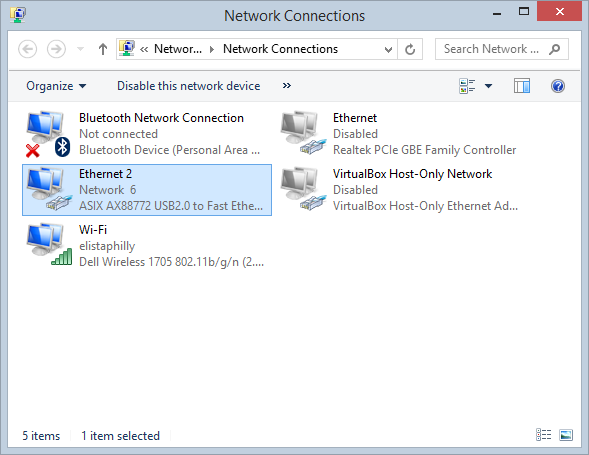 Network Connections
« Networ... Network Connections Search Network ...
Organize Disable this network device »
Bluetooth Network Connection
Not connected
Bluetooth Device (Personal Area ...
Ethernet
Disabled
Realtek PCIe GBE Family Controller
Ethernet 2
Network 6
ASIX AX88772 USB2.0 to Fast Ethe...
VirtualBox Host-Only Network
Disabled
VirtualBox Host-Only Ethernet Ad...
Wi-Fi
elistaphilly
Dell Wireless 1705 802.11b/g/n (2....
5 items 1 item selected